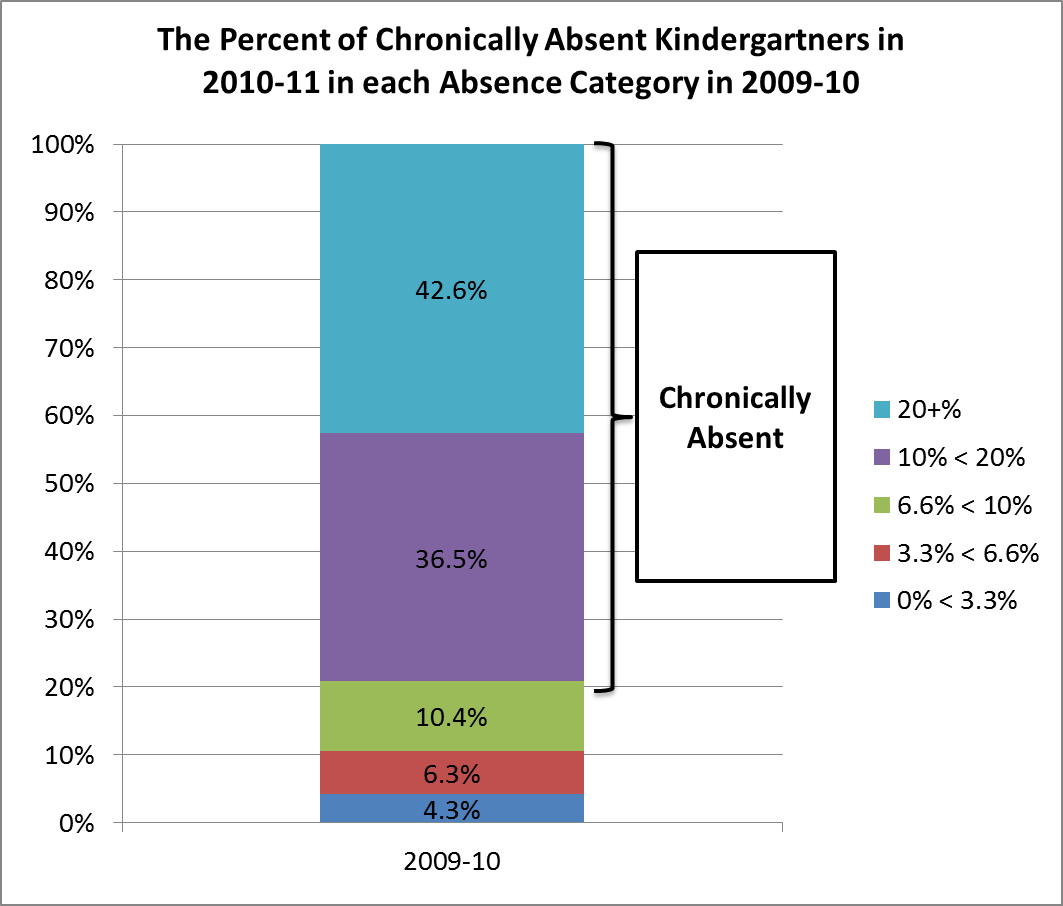 The Percent of Chronically Absent Kindergartners in
2010-11 in each Absence Category in 2009-10
100%
90%
80%
70%
60%
50%
40%
30%
20%
10%
0%
42.6%
36.5%
10.4%
6.3%
4.3%
2009-10
Chronically
Absent
20+%
10% < 20%
6.6% < 10%
3.3% < 6.6%
0% < 3.3%